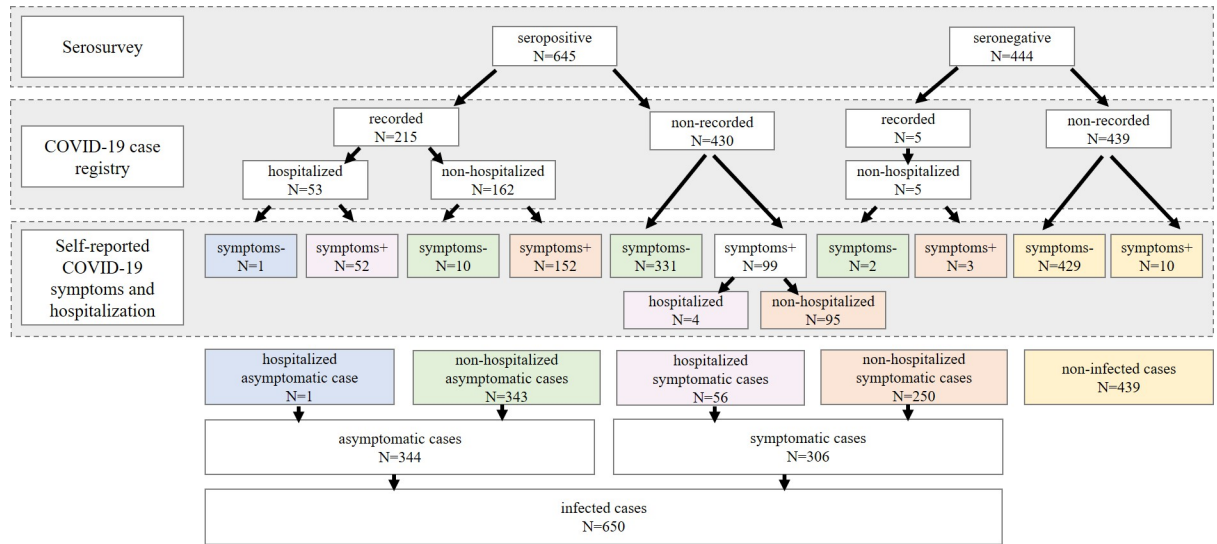 Serosurvey
seropositive
N=645
seronegative
N=444
COVID-19 case
registry
recorded
N=215
non-recorded
N=430
recorded
N=5
non-recorded
N=439
hospitalized
N=53
non-hospitalized
N=162
non-hospitalized
N=5
Self-reported
COVID-19
symptoms and
hospitalization
symptoms-
N=1
symptoms+
N=52
symptoms-
N=10
symptoms+
N=152
symptoms-
N=331
symptoms+
N=99
symptoms-
N=2
symptoms+
N=3
symptoms-
N=429
symptoms+
N=10
hospitalized
N=4
non-hospitalized
N=95
hospitalized
asymptomatic case
N=1
non-hospitalized
asymptomatic cases
N=343
hospitalized
symptomatic cases
N=56
non-hospitalized
symptomatic cases
N=250
non-infected cases
N=439
asymptomatic cases
N=344
symptomatic cases
N=306
infected cases
N=650